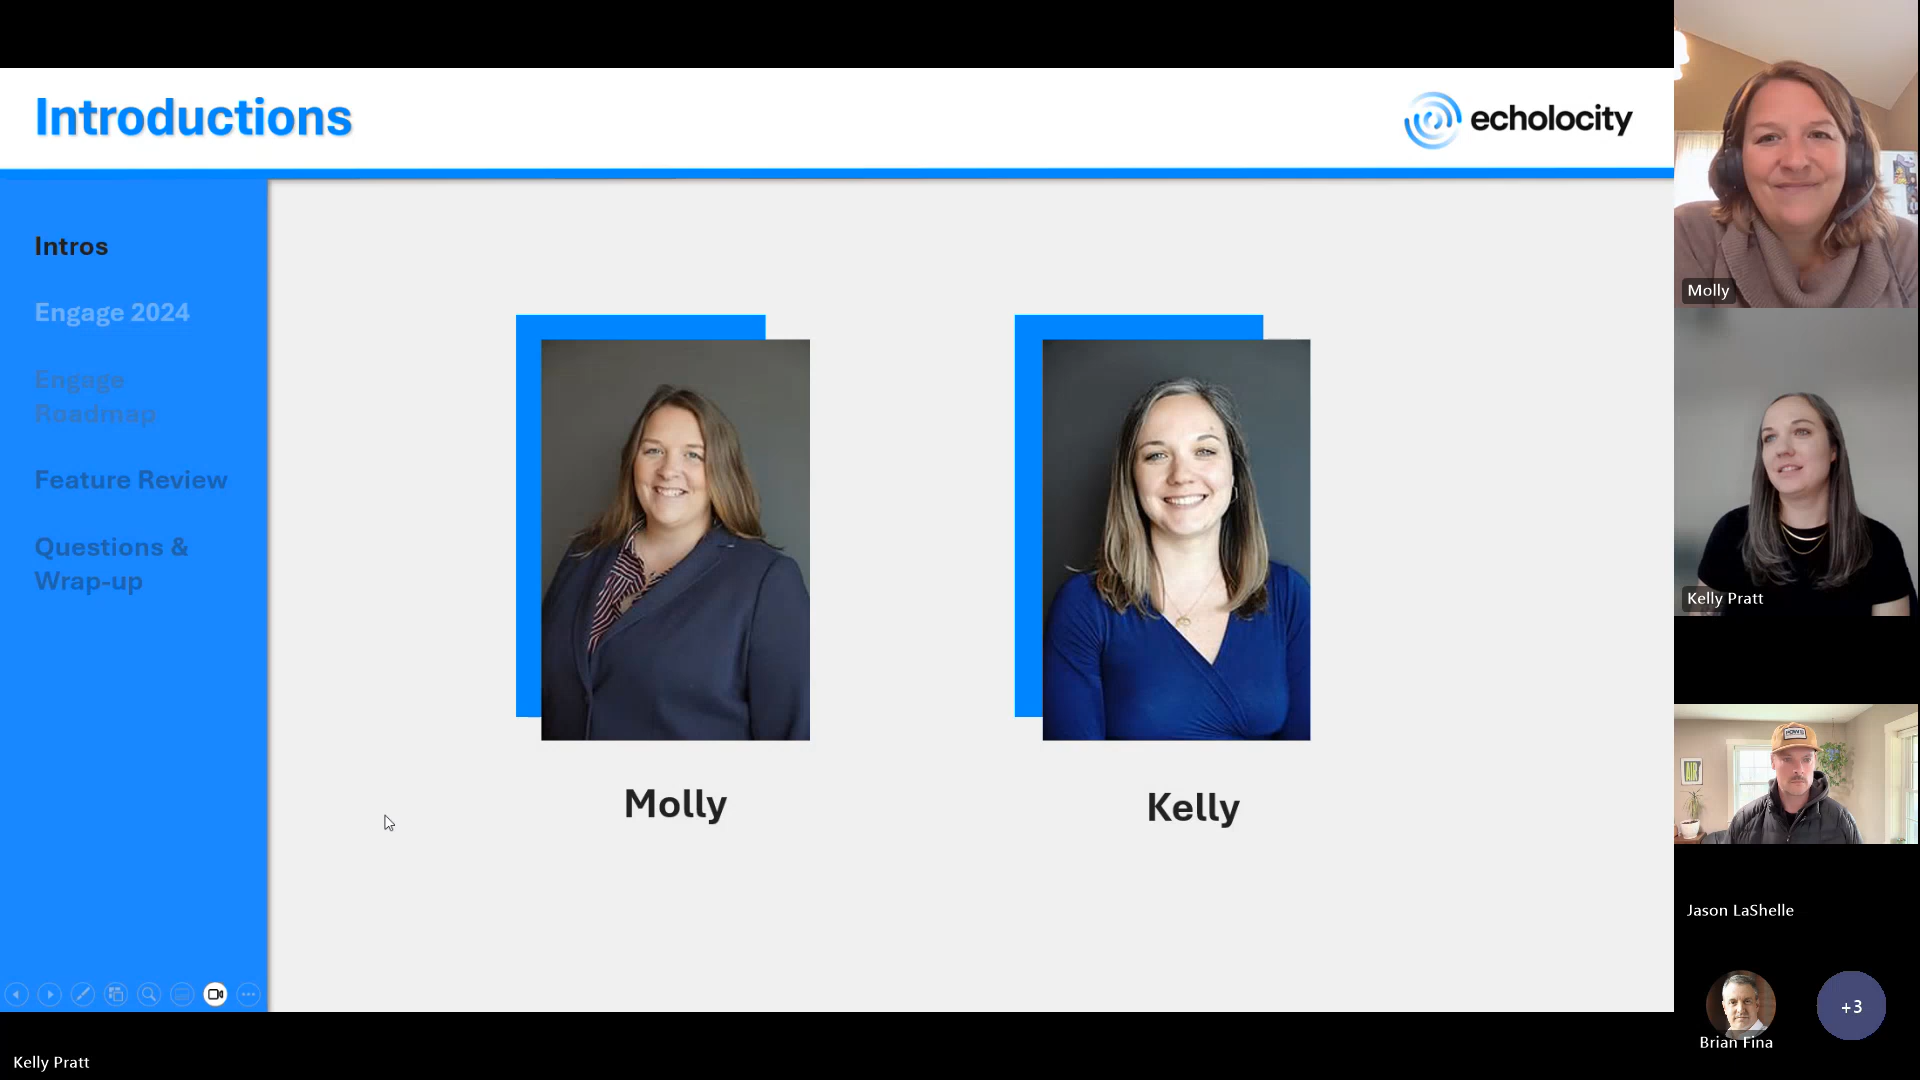 Introductions
echolocity
Intros
Engage 2024
Engage
Roadmap
Feature Review
Questions &
Wrap-up
Molly
Kelly
Molly
Kelly Pratt
Jason LaShelle
Brian Fina
+3
Kelly Pratt